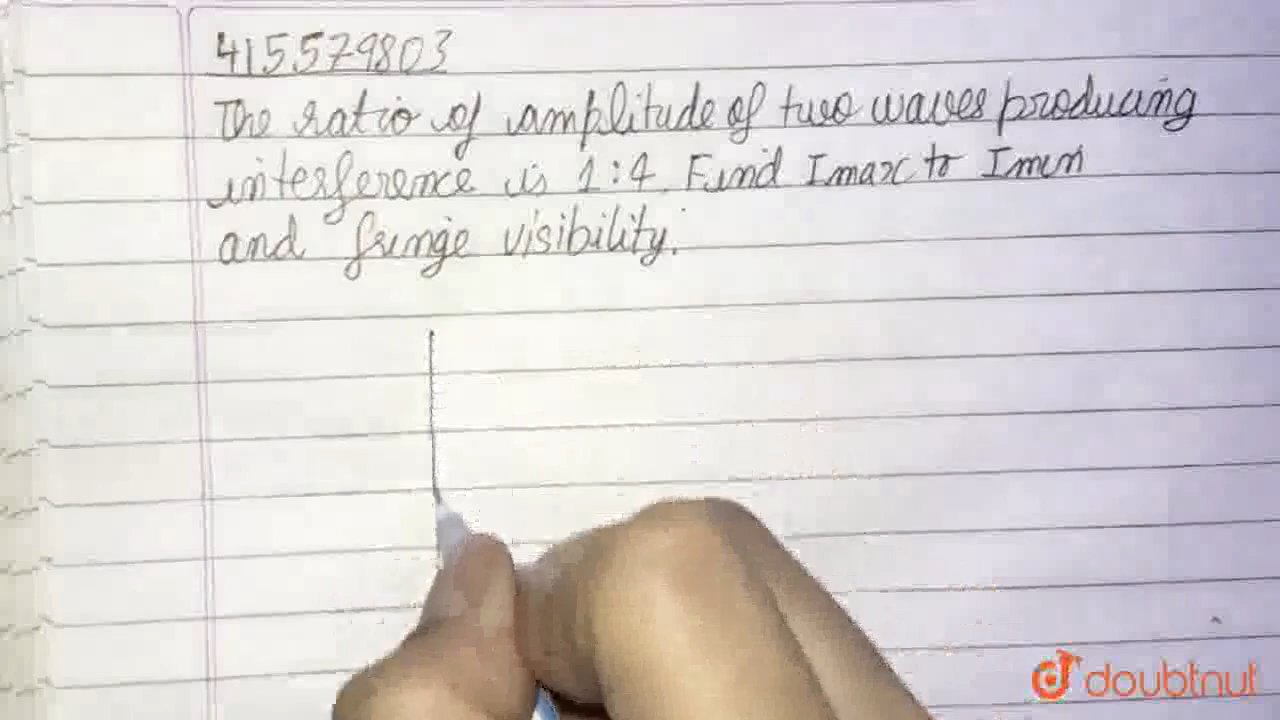 415579803
The ratio of amplitude of two waves producing
interference is 1:4. Find Imax to Imin
and fringe visibility.
doubtnut